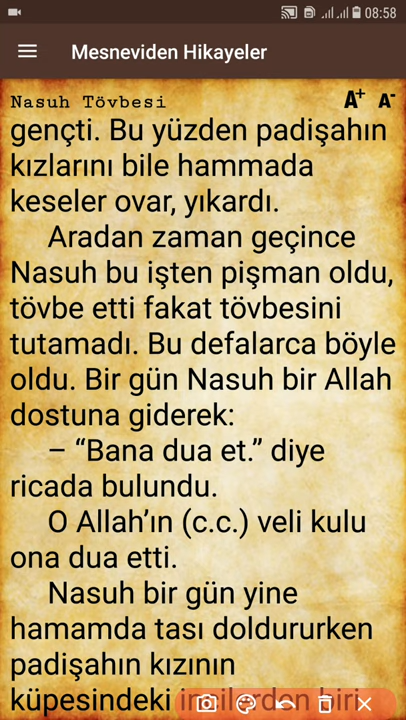 08:58
Mesneviden Hikayeler
Nasuh Tövbesi
A+ A-
gençti. Bu yüzden padişahın
kızlarını bile hammada
keseler ovar, yıkardı.
Aradan zaman geçince
Nasuh bu işten pişman oldu,
tövbe etti fakat tövbesini
tutamadı. Bu defalarca böyle
oldu. Bir gün Nasuh bir Allah
dostuna giderek:
– “Bana dua et.” diye
ricada bulundu.
O Allah’ın (c.c.) veli kulu
ona dua etti.
Nasuh bir gün yine
hamamda tası doldururken
padişahın kızının
küpesindeki incilerden biri